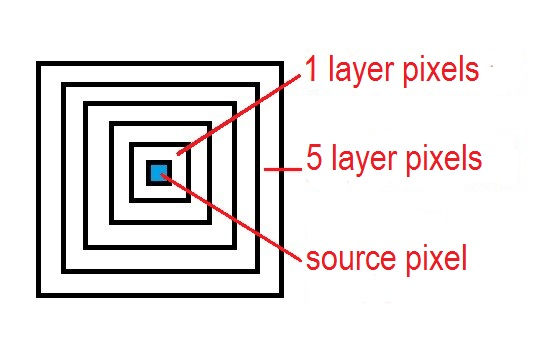 1 layer pixels
5 layer pixels
source pixel